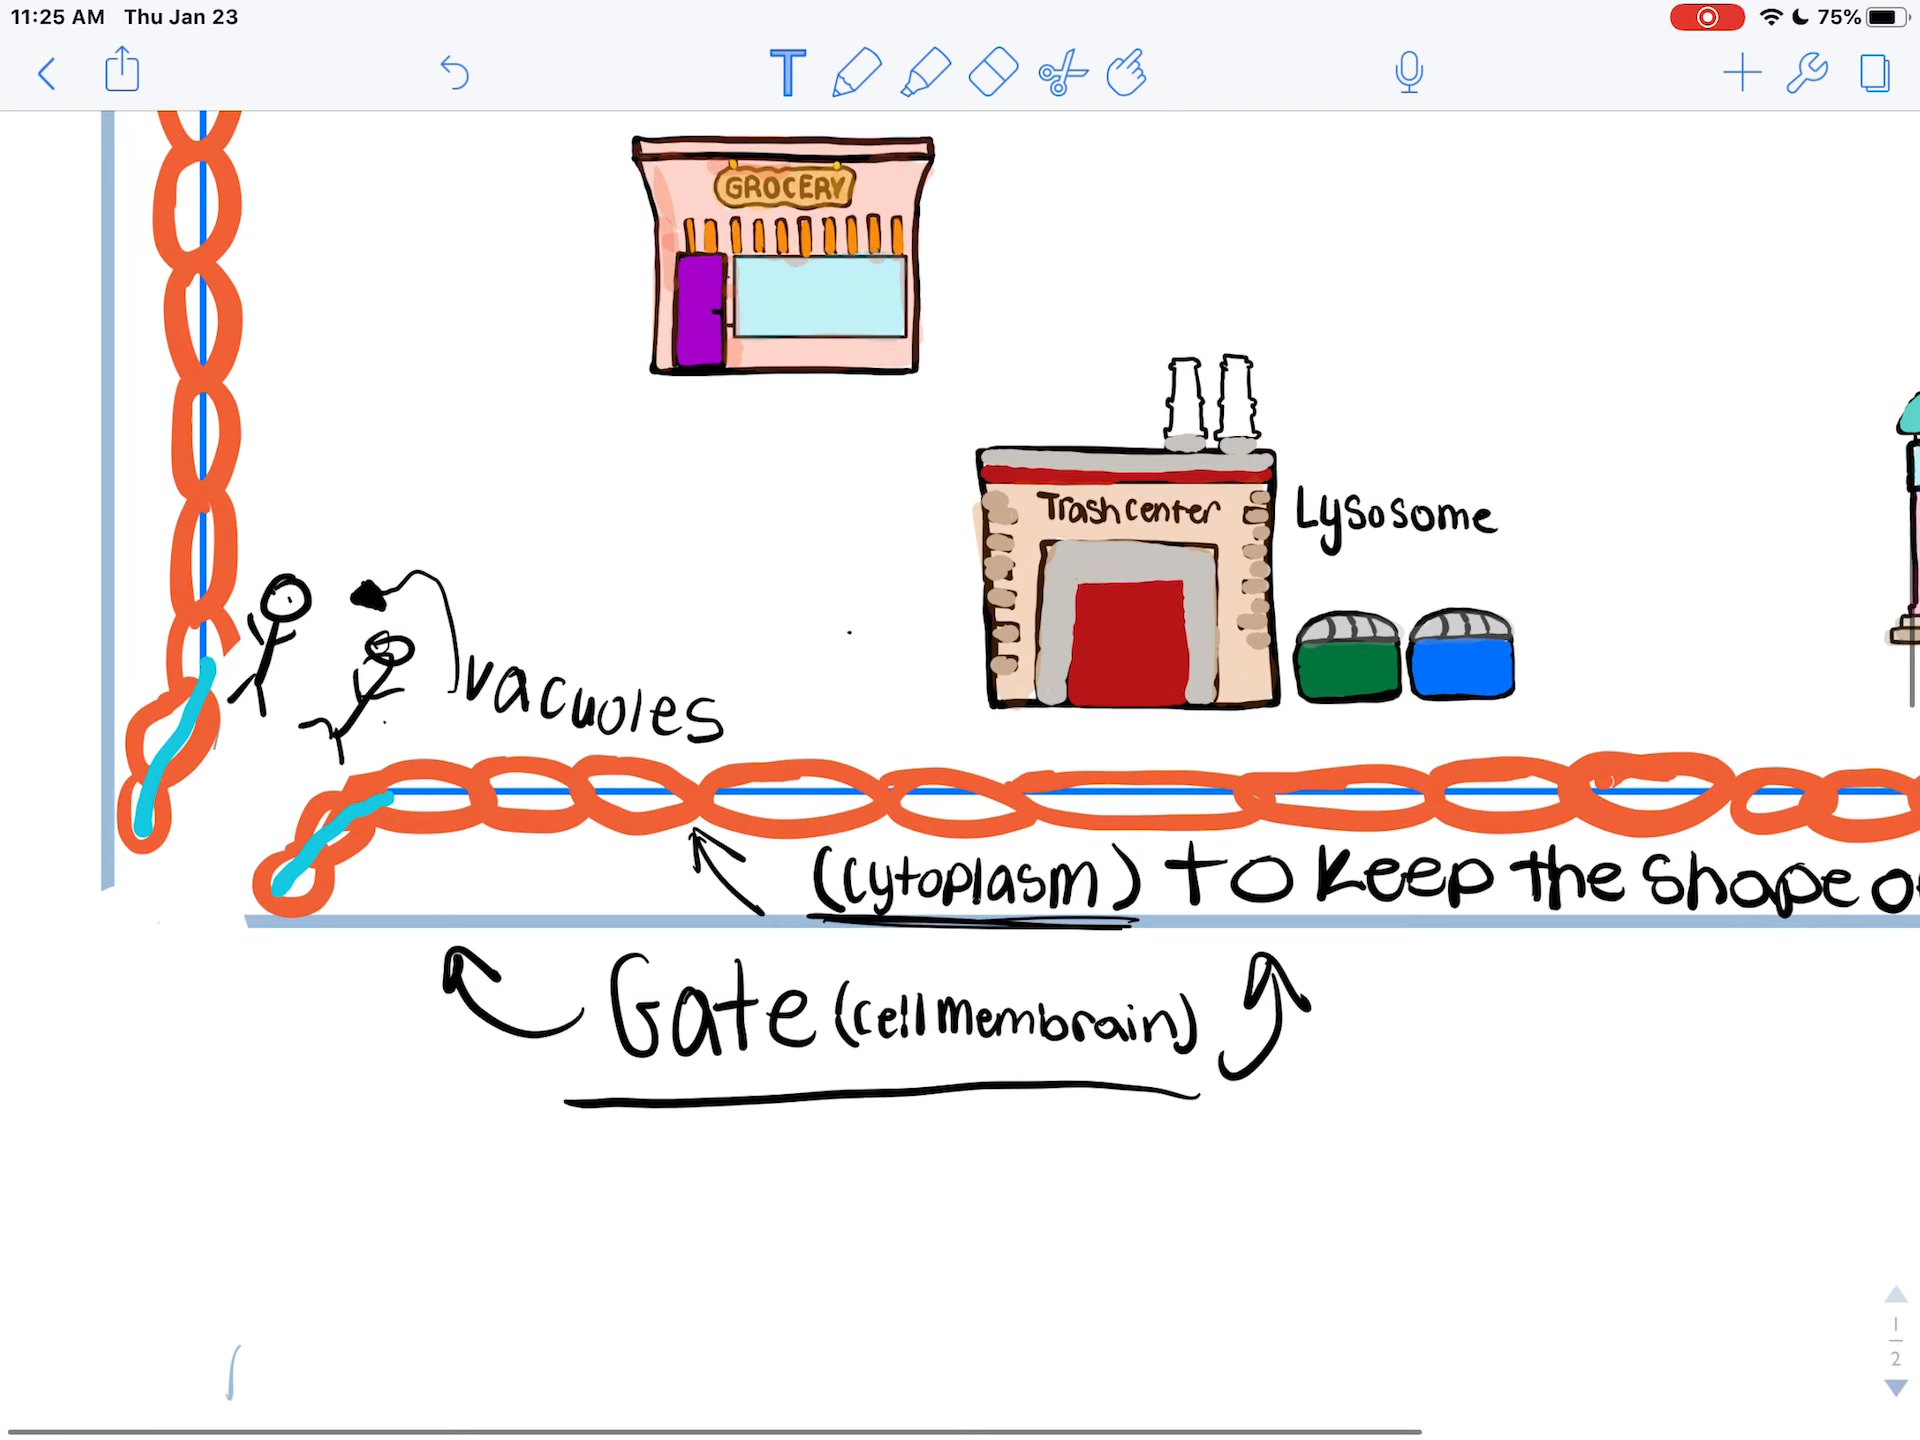 11:25 AM Thu Jan 23
75%
T
GROCERY
Trash center
Lysosome
vacuoles
(cytoplasm) to keep the shape of
Gate (cell membrain)
1
2